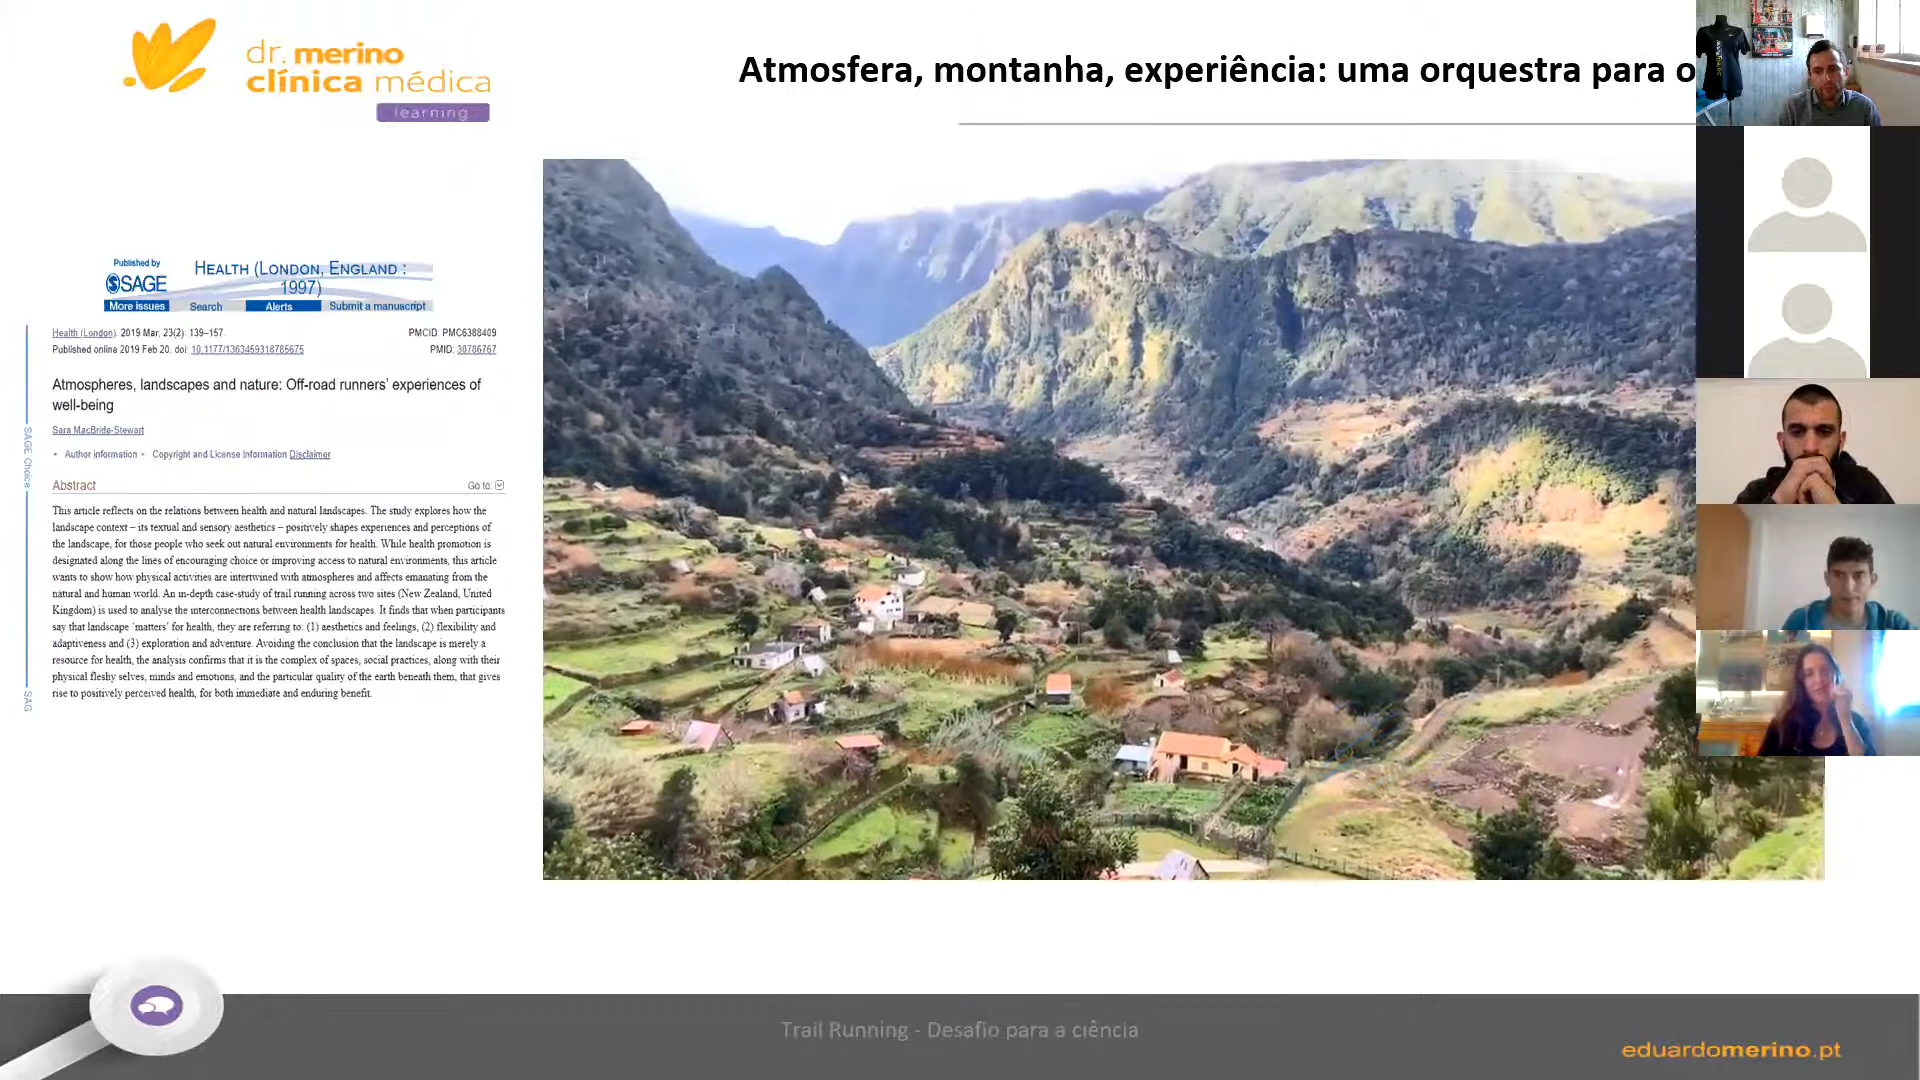 dr. merino
clínica médica
learning
Atmosfera, montanha, experiência: uma orquestra para o
Published by
SAGE
HEALTH (LONDON, ENGLAND :
1997)
More issues Search Alerts Submit a manuscript
Health (London). 2019 Mar; 23(2): 139–157. PMCID: PMC6388409
Published online 2019 Feb 20. doi: 10.1177/1363459318785675 PMID: 30786767
Atmospheres, landscapes and nature: Off-road runners' experiences of
well-being
Sara MacBride-Stewart
Author information Copyright and License information Disclaimer
SAGE Choice
SAG
Abstract Go to:
This article reflects on the relations between health and natural landscapes. The study explores how the
landscape context – its textual and sensory aesthetics – positively shapes experiences and perceptions of
the landscape, for those people who seek out natural environments for health. While health promotion is
designated along the lines of encouraging choice or improving access to natural environments, this article
wants to show how physical activities are intertwined with atmospheres and affects emanating from the
natural and human world. An in-depth case-study of trail running across two sites (New Zealand, United
Kingdom) is used to analyse the interconnections between health landscapes. It finds that when participants
say that landscape 'matters' for health, they are referring to: (1) aesthetics and feelings, (2) flexibility and
adaptiveness and (3) exploration and adventure. Avoiding the conclusion that the landscape is merely a
resource for health, the analysis confirms that it is the complex of spaces, social practices, along with their
physical fleshy selves, minds and emotions, and the particular quality of the earth beneath them, that gives
rise to positively perceived health, for both immediate and enduring benefit.
Trail Running - Desafio para a ciência
eduardomerino.pt